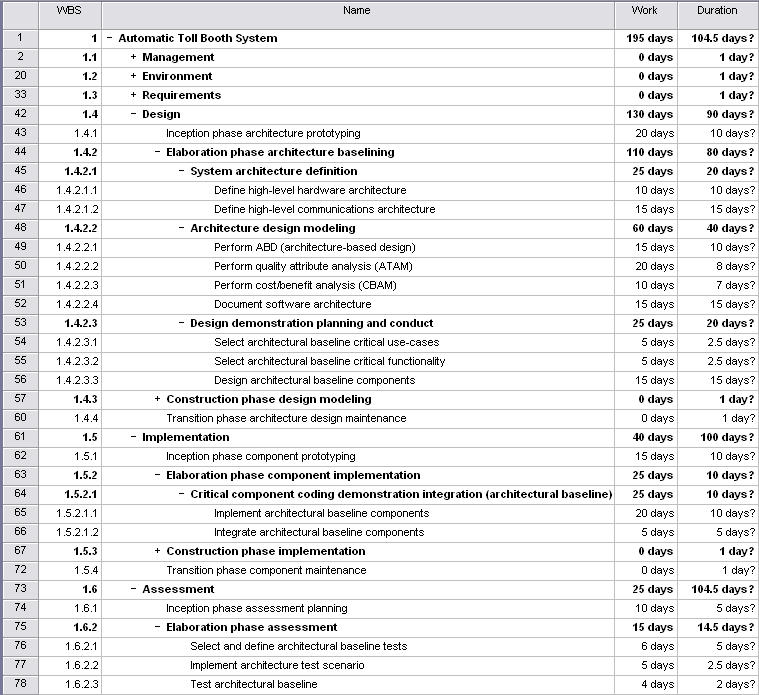 WBS Name Work Duration
1 1 − Automatic Toll Booth System 195 days 104.5 days?
2 1.1 + Management 0 days 1 day?
20 1.2 + Environment 0 days 1 day?
33 1.3 + Requirements 0 days 1 day?
42 1.4 − Design 130 days 90 days?
43 1.4.1 Inception phase architecture prototyping 20 days 10 days?
44 1.4.2 − Elaboration phase architecture baselining 110 days 80 days?
45 1.4.2.1 − System architecture definition 25 days 20 days?
46 1.4.2.1.1 Define high-level hardware architecture 10 days 10 days?
47 1.4.2.1.2 Define high-level communications architecture 15 days 15 days?
48 1.4.2.2 − Architecture design modeling 60 days 40 days?
49 1.4.2.2.1 Perform ABD (architecture-based design) 15 days 10 days?
50 1.4.2.2.2 Perform quality attribute analysis (ATAM) 20 days 8 days?
51 1.4.2.2.3 Perform cost/benefit analysis (CBAM) 10 days 7 days?
52 1.4.2.2.4 Document software architecture 15 days 15 days?
53 1.4.2.3 − Design demonstration planning and conduct 25 days 20 days?
54 1.4.2.3.1 Select architectural baseline critical use-cases 5 days 2.5 days?
55 1.4.2.3.2 Select architectural baseline critical functionality 5 days 2.5 days?
56 1.4.2.3.3 Design architectural baseline components 15 days 15 days?
57 1.4.3 + Construction phase design modeling 0 days 1 day?
60 1.4.4 Transition phase architecture design maintenance 0 days 1 day?
61 1.5 − Implementation 40 days 100 days?
62 1.5.1 Inception phase component prototyping 15 days 10 days?
63 1.5.2 − Elaboration phase component implementation 25 days 10 days?
64 1.5.2.1 − Critical component coding demonstration integration (architectural baseline) 25 days 10 days?
65 1.5.2.1.1 Implement architectural baseline components 20 days 10 days?
66 1.5.2.1.2 Integrate architectural baseline components 5 days 5 days?
67 1.5.3 + Construction phase implementation 0 days 1 day?
72 1.5.4 Transition phase component maintenance 0 days 1 day?
73 1.6 − Assessment 25 days 104.5 days?
74 1.6.1 Inception phase assessment planning 10 days 5 days?
75 1.6.2 − Elaboration phase assessment 15 days 14.5 days?
76 1.6.2.1 Select and define architectural baseline tests 6 days 5 days?
77 1.6.2.2 Implement architecture test scenario 5 days 2.5 days?
78 1.6.2.3 Test architectural baseline 4 days 2 days?